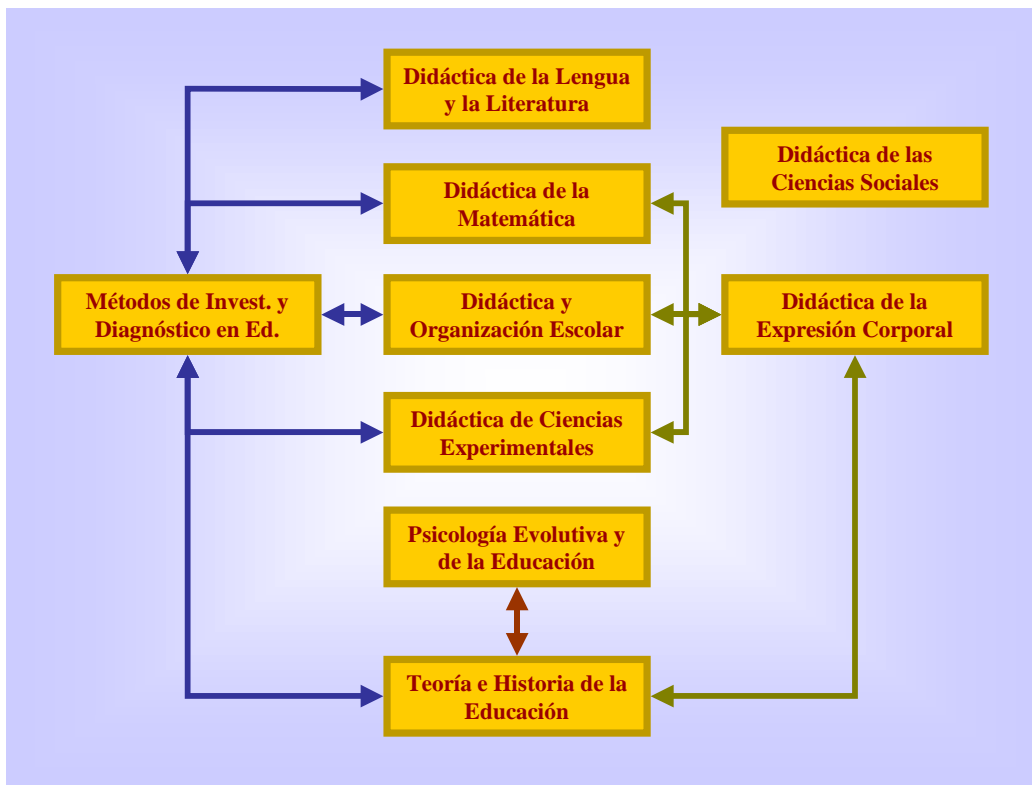 Didáctica de la Lengua
y la Literatura
Didáctica de las
Ciencias Sociales
Didáctica de la
Matemática
Métodos de Invest. y
Diagnóstico en Ed.
Didáctica y
Organización Escolar
Didáctica de la
Expresión Corporal
Didáctica de Ciencias
Experimentales
Psicología Evolutiva y
de la Educación
Teoría e Historia de la
Educación